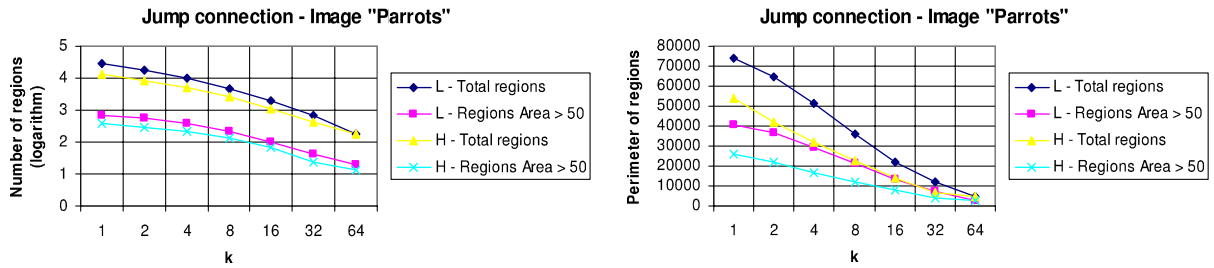 Jump connection - Image "Parrots"
Number of regions
(logarithm)
5
4
3
2
1
0
1 2 4 8 16 32 64
k
L - Total regions
L - Regions Area > 50
H - Total regions
H - Regions Area > 50
Jump connection - Image "Parrots"
Perimeter of regions
80000
70000
60000
50000
40000
30000
20000
10000
0
1 2 4 8 16 32 64
k
L - Total regions
L - Regions Area > 50
H - Total regions
H - Regions Area > 50